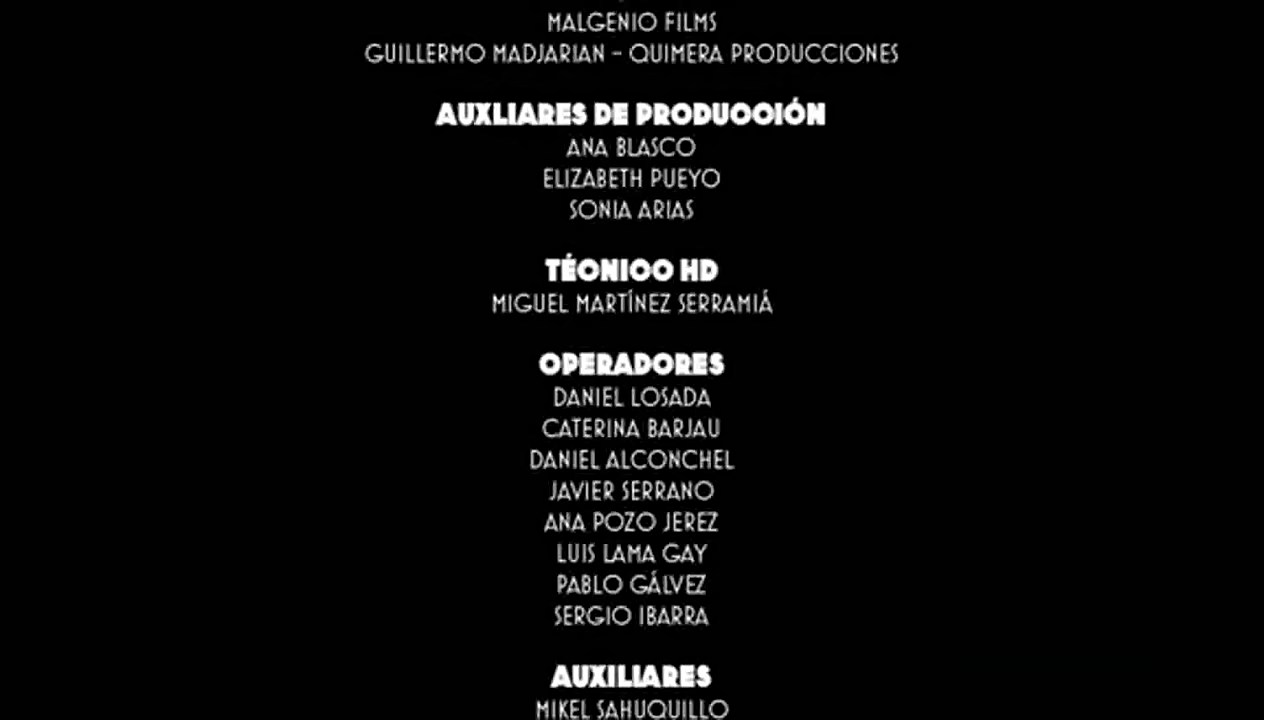 MALGENIO FILMS
GUILLERMO MADJARIAN - QUIMERA PRODUCCIONES
AUXLIARES DE PRODUCCIÓN
ANA BLASCO
ELIZABETH PUEYO
SONIA ARIAS
TÉCNICO HD
MIGUEL MARTÍNEZ SERRAMIÁ
OPERADORES
DANIEL LOSADA
CATERINA BARJAU
DANIEL ALCONCHEL
JAVIER SERRANO
ANA POZO JEREZ
LUIS LAMA GAY
PABLO GÁLVEZ
SERGIO IBARRA
AUXILIARES
MIKEL SAHUQUILLO